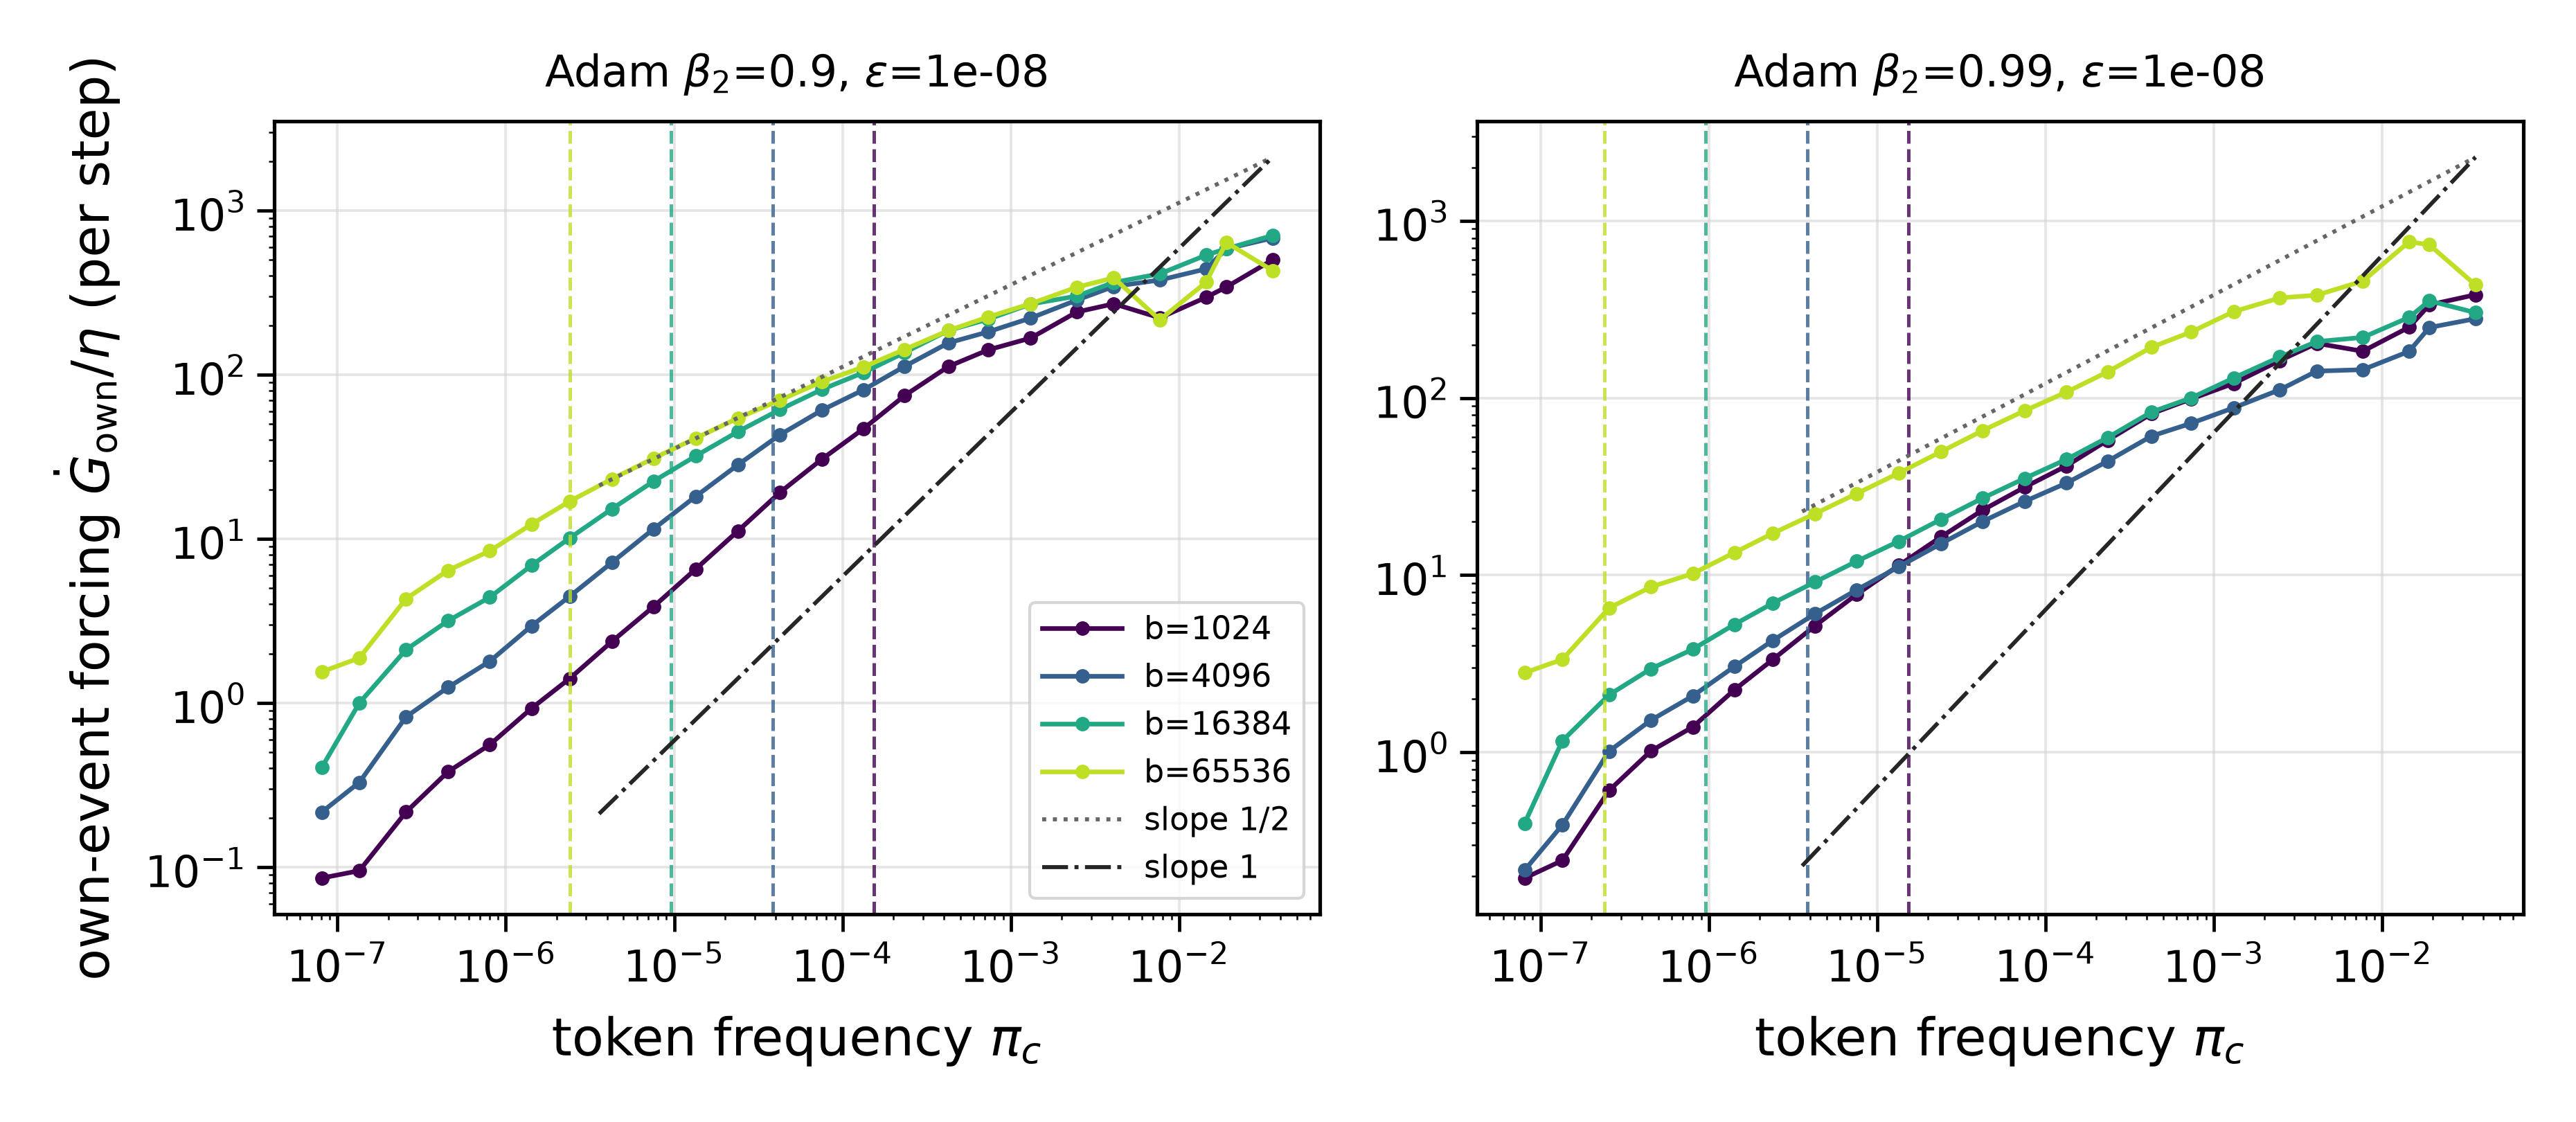 Adam β₂=0.9, ε=1e-08
own-event forcing Ġ_own/η (per step)
10³
10²
10¹
10⁰
10⁻¹
b=1024
b=4096
b=16384
b=65536
slope 1/2
slope 1
10⁻⁷ 10⁻⁶ 10⁻⁵ 10⁻⁴ 10⁻³ 10⁻²
token frequency π_c
Adam β₂=0.99, ε=1e-08
10³
10²
10¹
10⁰
10⁻⁷ 10⁻⁶ 10⁻⁵ 10⁻⁴ 10⁻³ 10⁻²
token frequency π_c